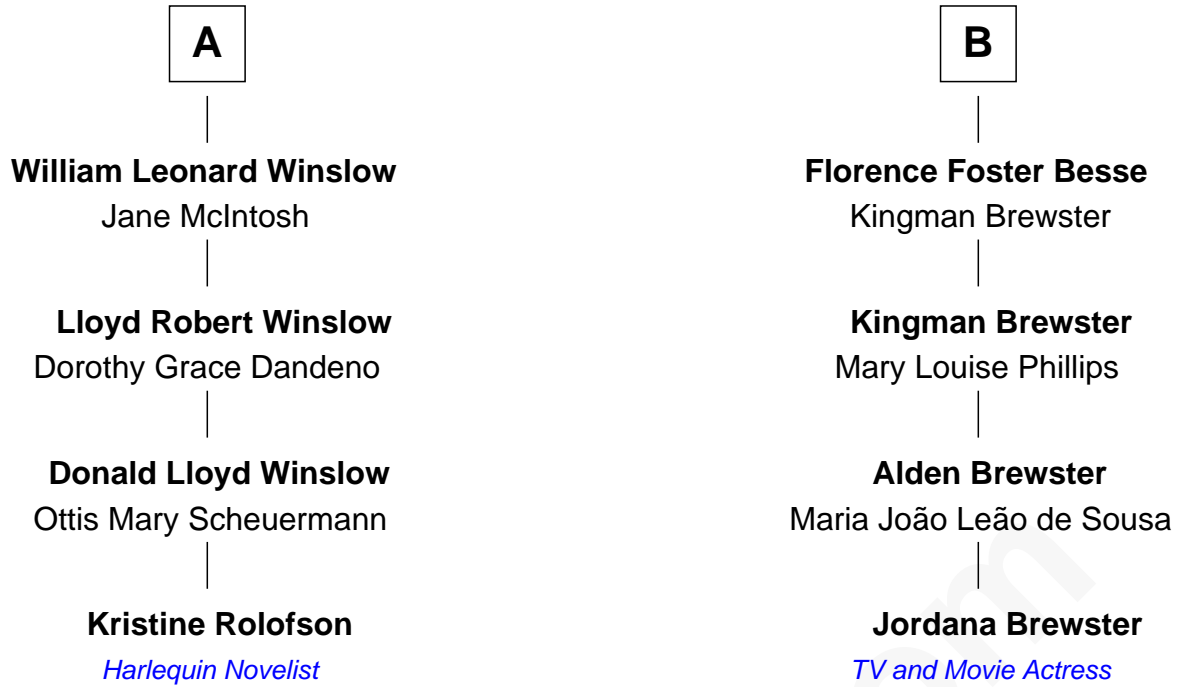 A
William Leonard Winslow
Jane McIntosh
Lloyd Robert Winslow
Dorothy Grace Dandeno
Donald Lloyd Winslow
Ottis Mary Scheuermann
Kristine Rolofson
Harlequin Novelist
B
Florence Foster Besse
Kingman Brewster
Kingman Brewster
Mary Louise Phillips
Alden Brewster
Maria João Leão de Sousa
Jordana Brewster
TV and Movie Actress
om